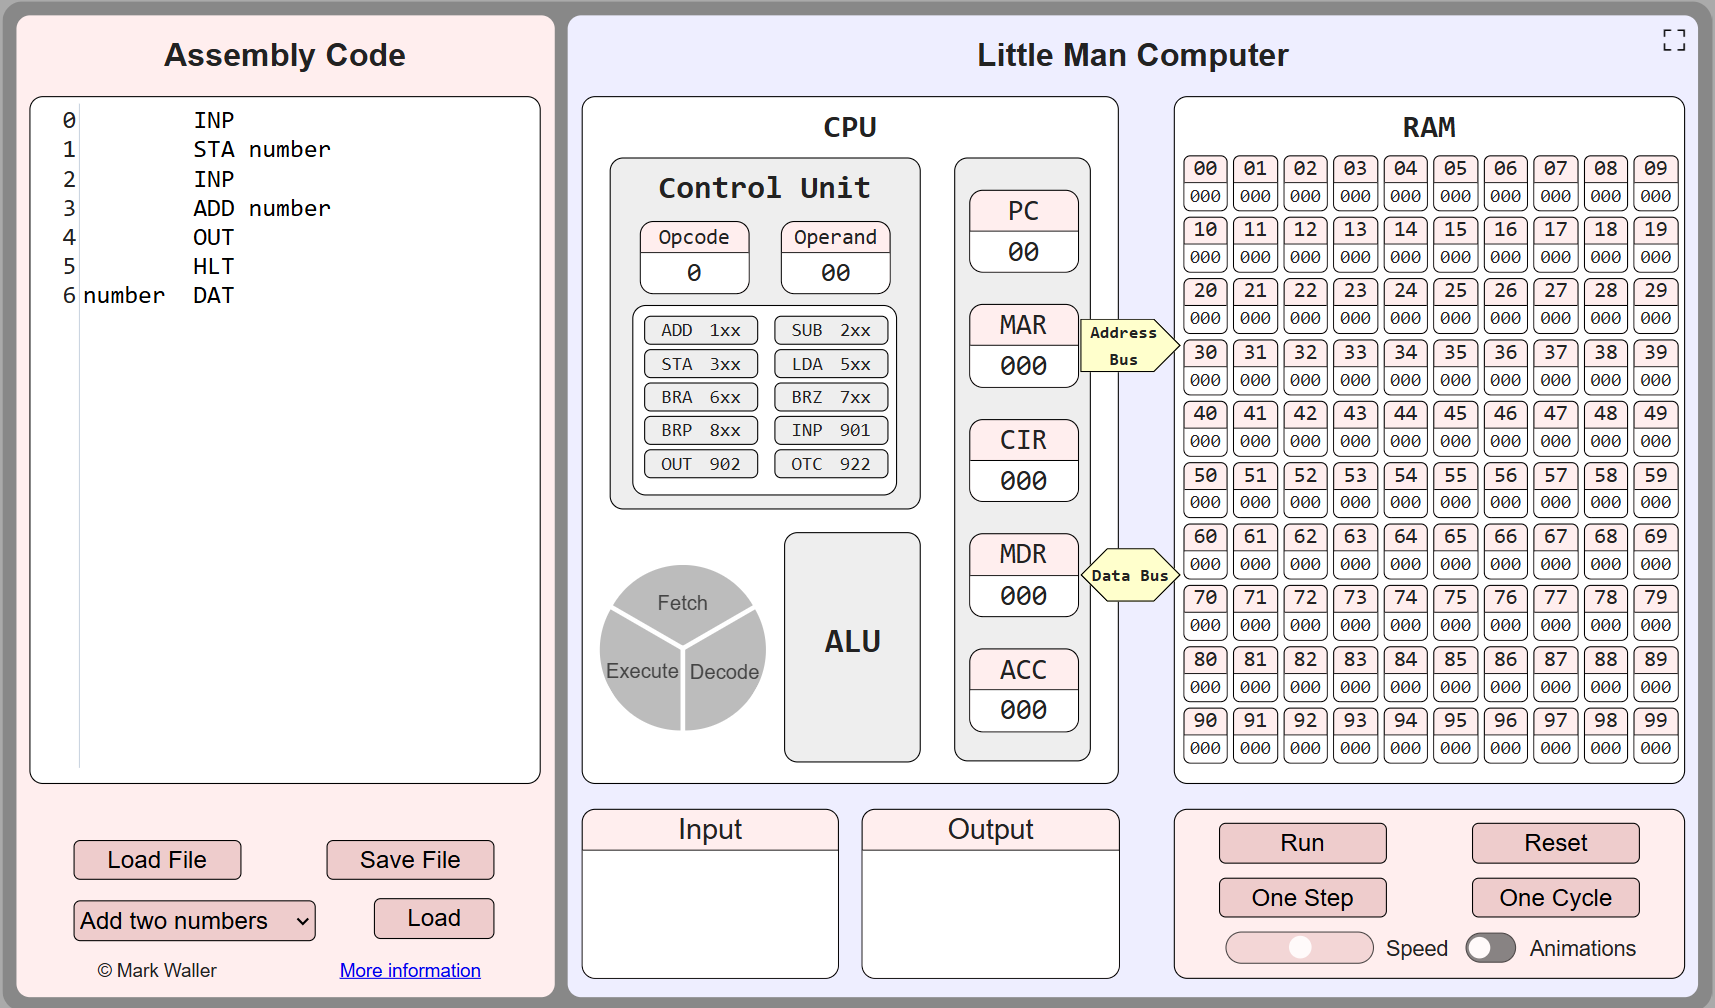 Assembly Code
0 INP
1 STA number
2 INP
3 ADD number
4 OUT
5 HLT
6 number DAT
Load File Save File
Add two numbers Load
© Mark Waller More information
Little Man Computer
CPU
Control Unit
Opcode Operand
0 00
ADD 1xx SUB 2xx
STA 3xx LDA 5xx
BRA 6xx BRZ 7xx
BRP 8xx INP 901
OUT 902 OTC 922
Fetch
Execute Decode
ALU
PC
00
MAR
000
CIR
000
MDR
000
ACC
000
Address
Bus
Data Bus
RAM
00 01 02 03 04 05 06 07 08 09
000 000 000 000 000 000 000 000 000 000
10 11 12 13 14 15 16 17 18 19
000 000 000 000 000 000 000 000 000 000
20 21 22 23 24 25 26 27 28 29
000 000 000 000 000 000 000 000 000 000
30 31 32 33 34 35 36 37 38 39
000 000 000 000 000 000 000 000 000 000
40 41 42 43 44 45 46 47 48 49
000 000 000 000 000 000 000 000 000 000
50 51 52 53 54 55 56 57 58 59
000 000 000 000 000 000 000 000 000 000
60 61 62 63 64 65 66 67 68 69
000 000 000 000 000 000 000 000 000 000
70 71 72 73 74 75 76 77 78 79
000 000 000 000 000 000 000 000 000 000
80 81 82 83 84 85 86 87 88 89
000 000 000 000 000 000 000 000 000 000
90 91 92 93 94 95 96 97 98 99
000 000 000 000 000 000 000 000 000 000
Input
Output
Run Reset
One Step One Cycle
Speed Animations